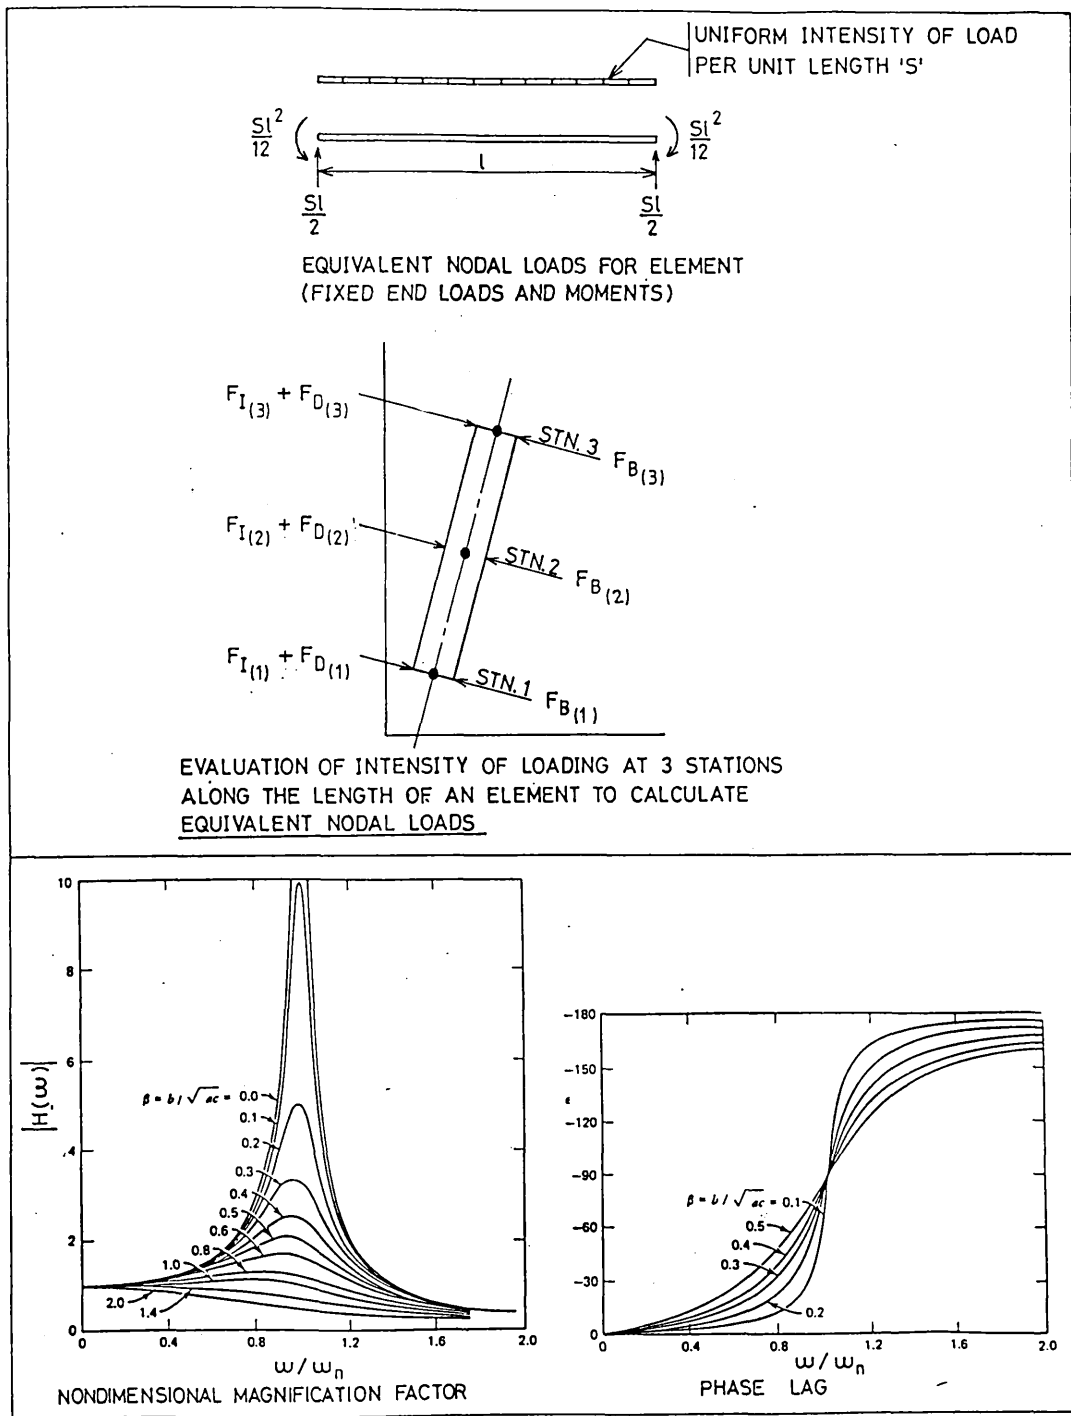 UNIFORM INTENSITY OF LOAD
PER UNIT LENGTH 'S'
Sl²/12
Sl²/12
l
Sl/2
Sl/2
EQUIVALENT NODAL LOADS FOR ELEMENT
(FIXED END LOADS AND MOMENTS)
F_I(3) + F_D(3)
STN. 3
F_B(3)
F_I(2) + F_D(2)
STN.2
F_B(2)
F_I(1) + F_D(1)
STN.1
F_B(1)
EVALUATION OF INTENSITY OF LOADING AT 3 STATIONS
ALONG THE LENGTH OF AN ELEMENT TO CALCULATE
EQUIVALENT NODAL LOADS
10
8
6
4
2
0
|H(ω)|
β = b / √ac = 0.0
0.1
0.2
0.3
0.4
0.5
0.6
0.8
1.0
2.0
1.4
0.4
0.8
1.2
1.6
2.0
ω/ωn
NONDIMENSIONAL MAGNIFICATION FACTOR
-180
-150
ε
-120
-90
-60
-30
0
β = b / √ac = 0.1
0.5
0.4
0.3
0.2
0.4
0.8
1.2
1.6
2.0
ω/ωn
PHASE LAG